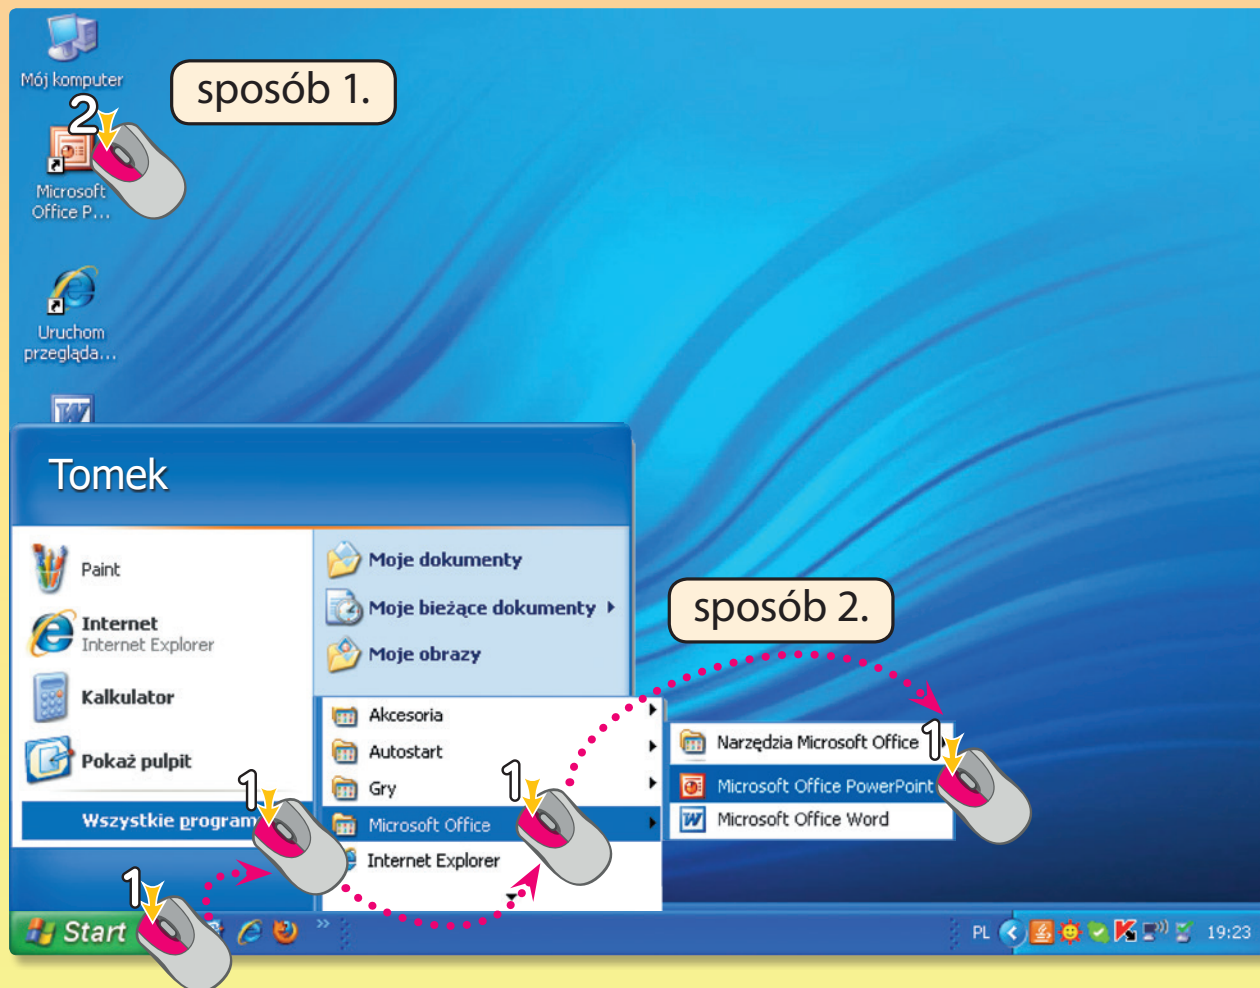 Mój komputer
sposób 1.
2
Microsoft
Office P...
Uruchom
przegląda...
Tomek
Paint
Internet
Internet Explorer
Kalkulator
Pokaż pulpit
Wszystkie program
1
Moje dokumenty
Moje bieżące dokumenty
Moje obrazy
Akcesoria
Autostart
Gry
Microsoft Office
1
Internet Explorer
sposób 2.
Narzędzia Microsoft Office
1
Microsoft Office PowerPoint
Microsoft Office Word
1
Start
PL
19:23